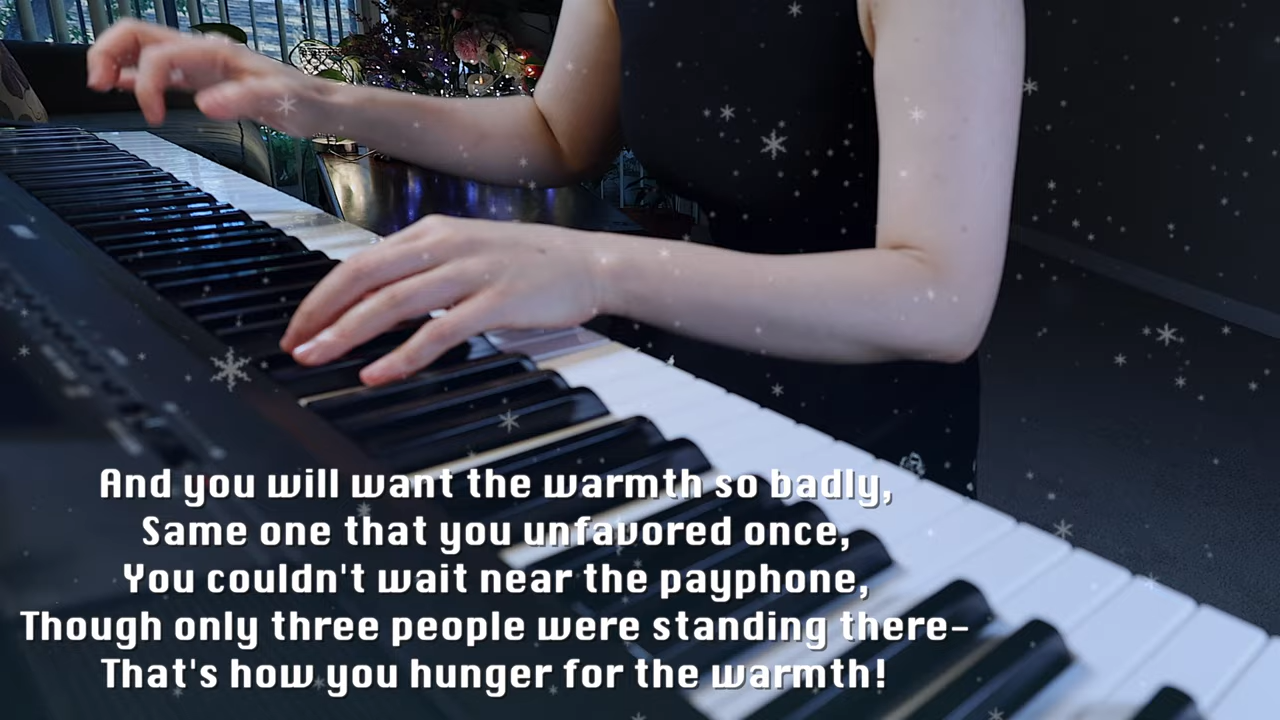 And you will want the warmth so badly,
Same one that you unfavored once,
You couldn't wait near the payphone,
Though only three people were standing there-
That's how you hunger for the warmth!